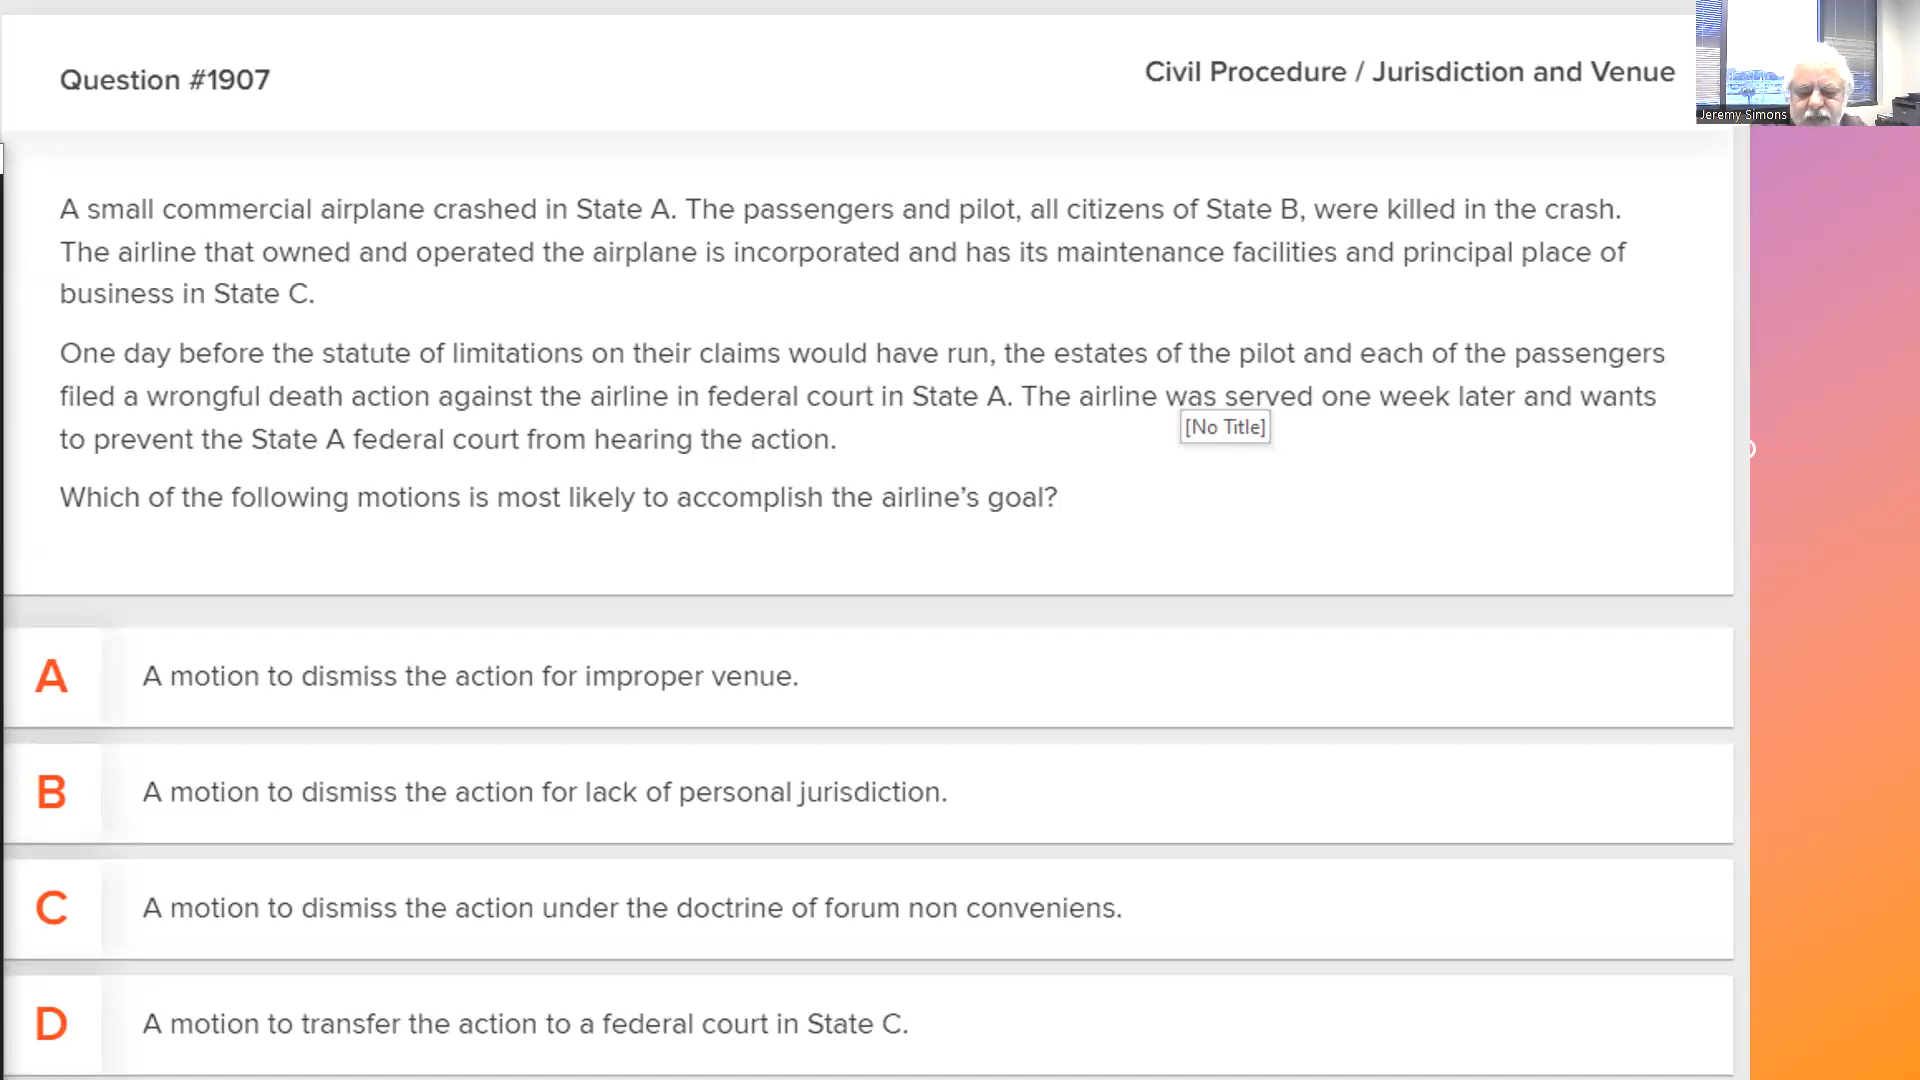 Question #1907
Civil Procedure / Jurisdiction and Venue
Jeremy Simons
A small commercial airplane crashed in State A. The passengers and pilot, all citizens of State B, were killed in the crash.
The airline that owned and operated the airplane is incorporated and has its maintenance facilities and principal place of
business in State C.
One day before the statute of limitations on their claims would have run, the estates of the pilot and each of the passengers
filed a wrongful death action against the airline in federal court in State A. The airline was served one week later and wants
[No Title]
to prevent the State A federal court from hearing the action.
Which of the following motions is most likely to accomplish the airline’s goal?
A A motion to dismiss the action for improper venue.
B A motion to dismiss the action for lack of personal jurisdiction.
C A motion to dismiss the action under the doctrine of forum non conveniens.
D A motion to transfer the action to a federal court in State C.